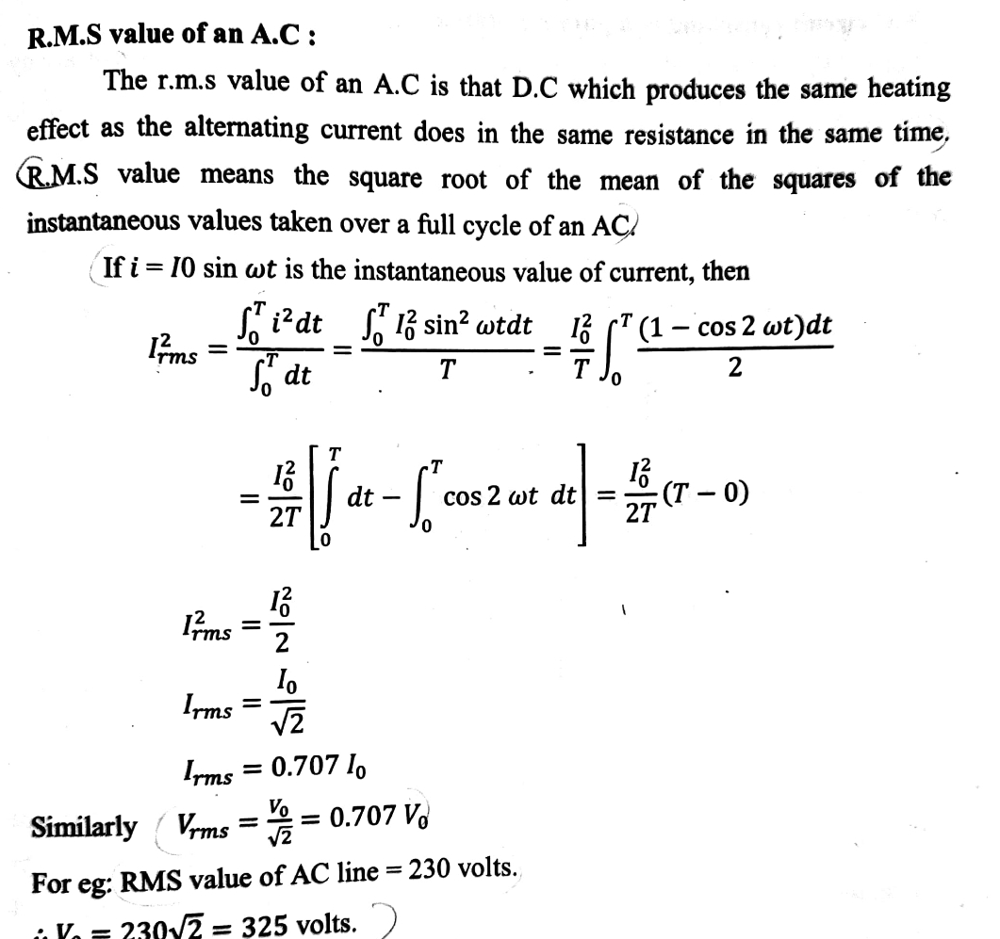 R.M.S value of an A.C :
The r.m.s value of an A.C is that D.C which produces the same heating
effect as the alternating current does in the same resistance in the same time.
R.M.S value means the square root of the mean of the squares of the
instantaneous values taken over a full cycle of an AC.
If i = I0 sin ωt is the instantaneous value of current, then
I²rms = ∫₀ᵀ i²dt / ∫₀ᵀ dt = ∫₀ᵀ I₀² sin² ωtdt / T = I₀²/T ∫₀ᵀ (1 − cos 2 ωt)dt / 2
= I₀²/2T [∫₀ᵀ dt − ∫₀ᵀ cos 2 ωt dt] = I₀²/2T (T − 0)
I²rms = I₀²/2
Irms = I₀/√2
Irms = 0.707 I₀
Similarly Vrms = V₀/√2 = 0.707 V₀
For eg: RMS value of AC line = 230 volts.
∴ V₀ = 230√2 = 325 volts.